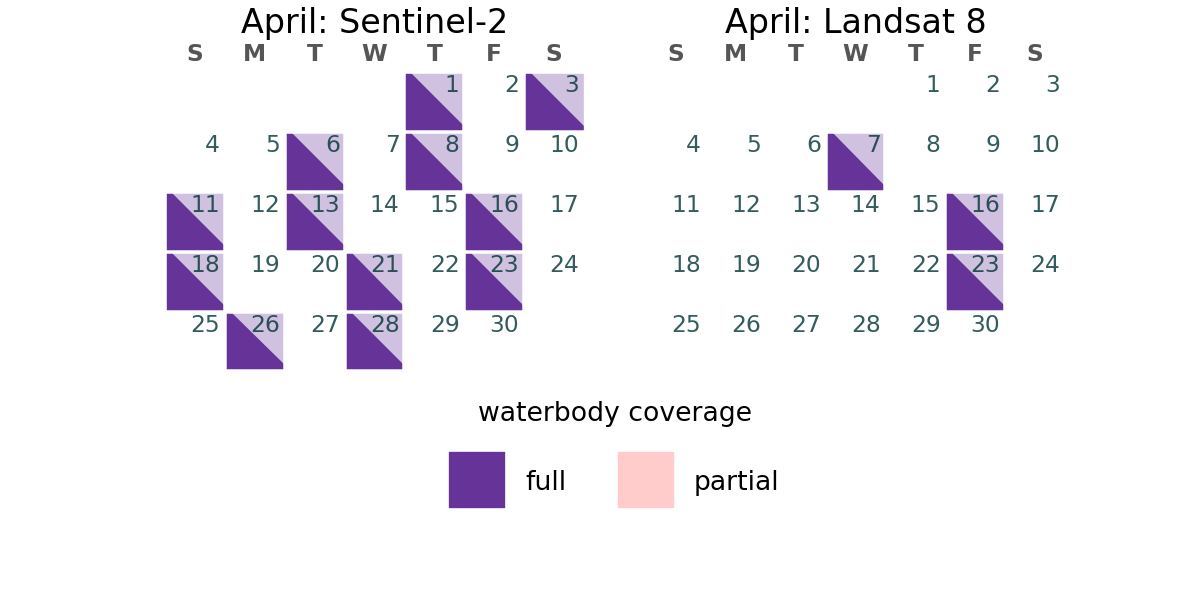 April: Sentinel-2
S M T W T F S
1 2 3
4 5 6 7 8 9 10
11 12 13 14 15 16 17
18 19 20 21 22 23 24
25 26 27 28 29 30
April: Landsat 8
S M T W T F S
1 2 3
4 5 6 7 8 9 10
11 12 13 14 15 16 17
18 19 20 21 22 23 24
25 26 27 28 29 30
waterbody coverage
full
partial